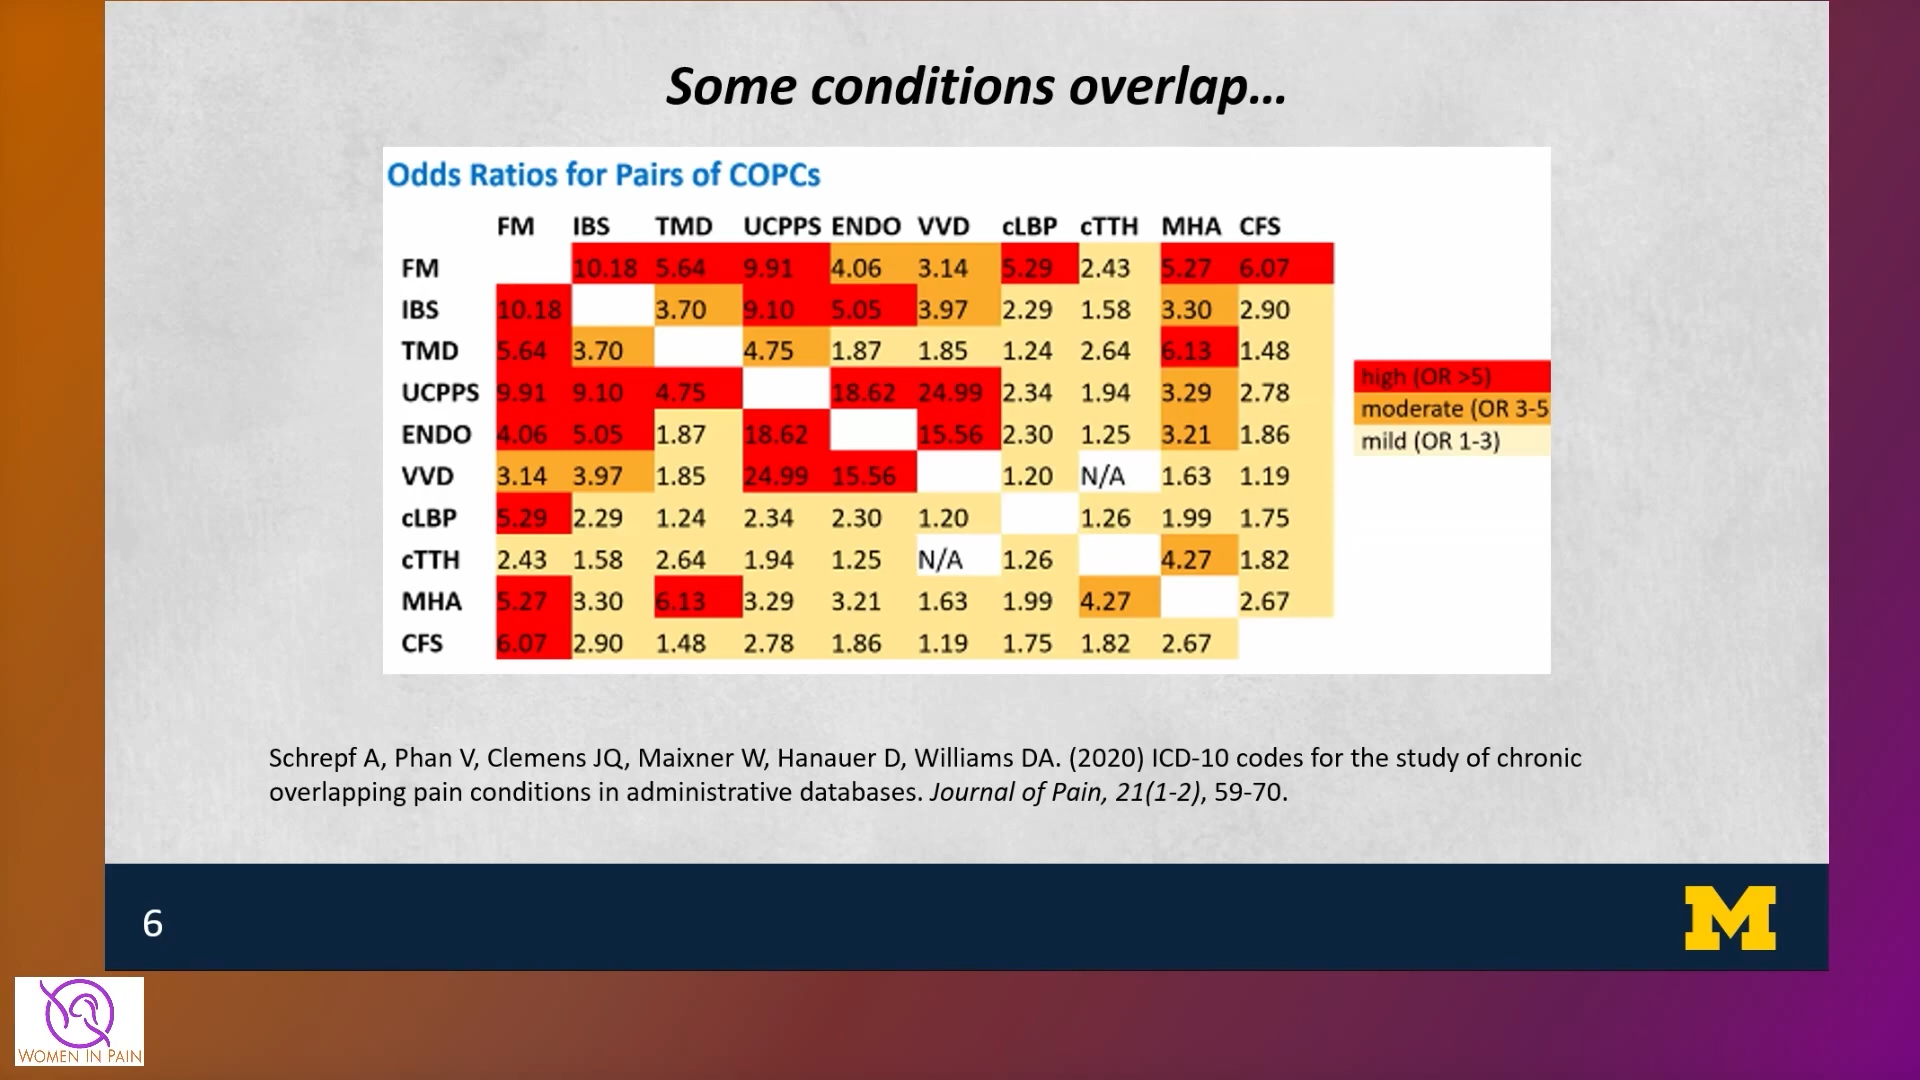 Some conditions overlap...
Odds Ratios for Pairs of COPCs
FM IBS TMD UCPPS ENDO VVD cLBP cTTH MHA CFS
FM 10.18 5.64 9.91 4.06 3.14 5.29 2.43 5.27 6.07
IBS 10.18 3.70 9.10 5.05 3.97 2.29 1.58 3.30 2.90
TMD 5.64 3.70 4.75 1.87 1.85 1.24 2.64 6.13 1.48
UCPPS 9.91 9.10 4.75 18.62 24.99 2.34 1.94 3.29 2.78
ENDO 4.06 5.05 1.87 18.62 15.56 2.30 1.25 3.21 1.86
VVD 3.14 3.97 1.85 24.99 15.56 1.20 N/A 1.63 1.19
cLBP 5.29 2.29 1.24 2.34 2.30 1.20 1.26 1.99 1.75
cTTH 2.43 1.58 2.64 1.94 1.25 N/A 1.26 4.27 1.82
MHA 5.27 3.30 6.13 3.29 3.21 1.63 1.99 4.27 2.67
CFS 6.07 2.90 1.48 2.78 1.86 1.19 1.75 1.82 2.67
high (OR >5)
moderate (OR 3-5
mild (OR 1-3)
Schrepf A, Phan V, Clemens JQ, Maixner W, Hanauer D, Williams DA. (2020) ICD-10 codes for the study of chronic
overlapping pain conditions in administrative databases. Journal of Pain, 21(1-2), 59-70.
6
M
WOMEN IN PAIN